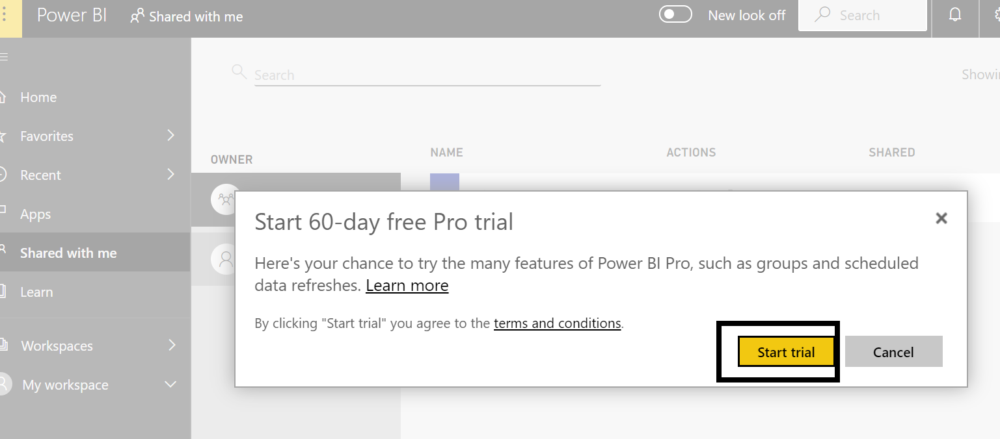 Power BI
Shared with me
New look off
Search
Search
Home
Favorites
Recent
Apps
Shared with me
Learn
Workspaces
My workspace
OWNER
NAME
ACTIONS
SHARED
Start 60-day free Pro trial
Here's your chance to try the many features of Power BI Pro, such as groups and scheduled
data refreshes. Learn more
By clicking "Start trial" you agree to the terms and conditions.
Start trial
Cancel